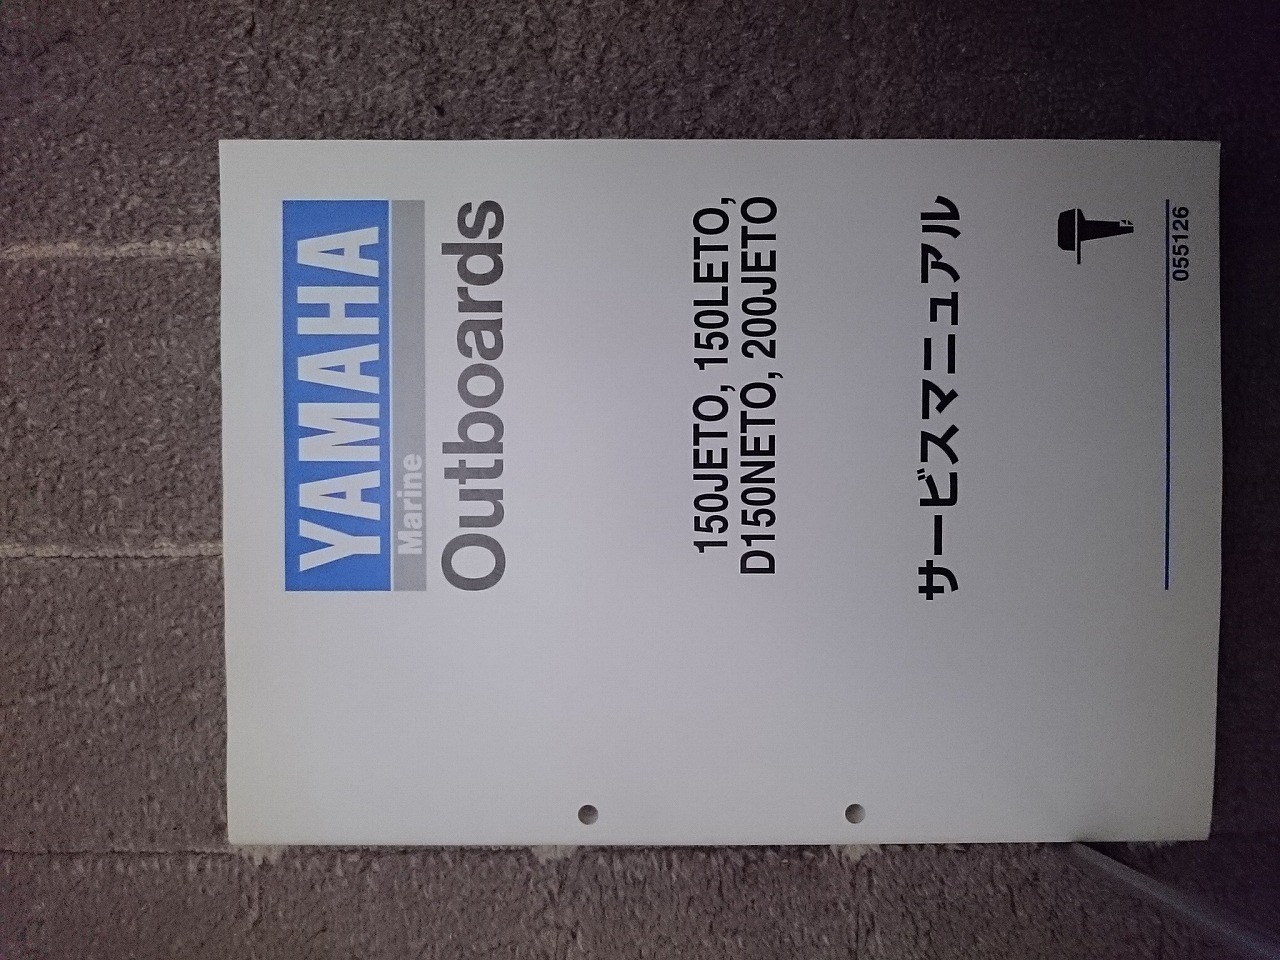 YAMAHA
Marine
Outboards
150JETO, 150LETO,
D150NETO, 200JETO
サービスマニュアル
055126